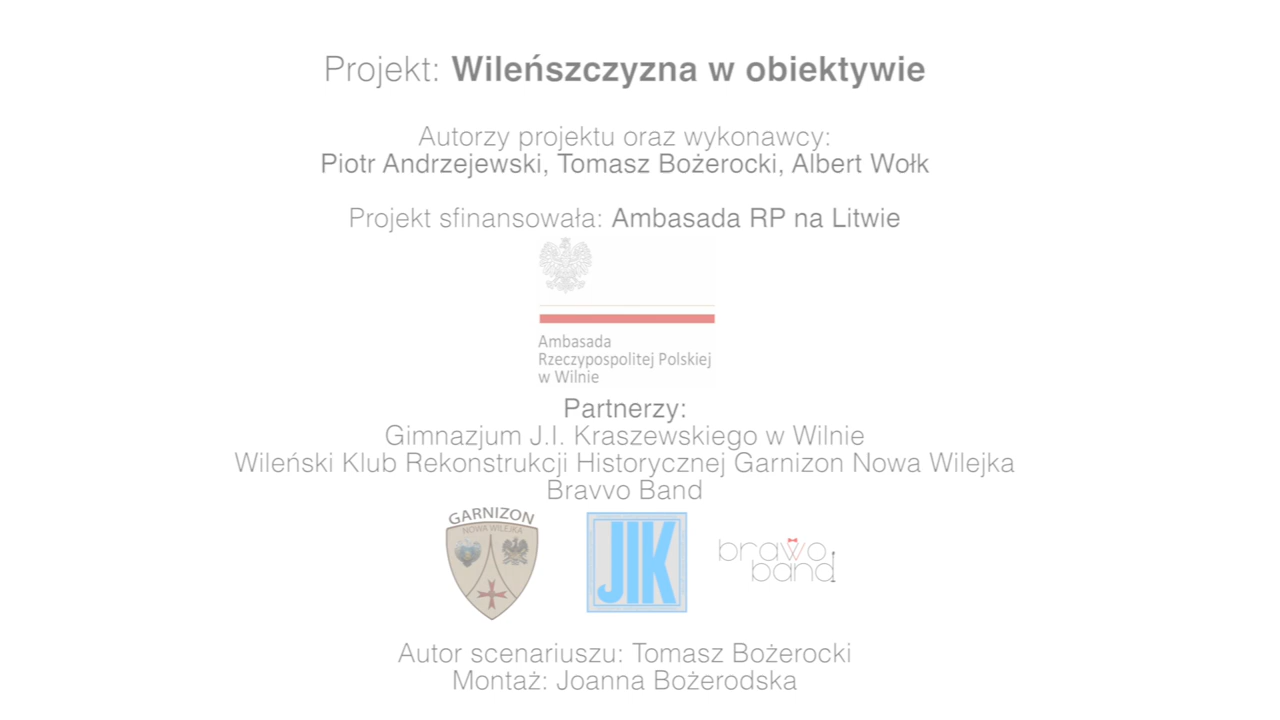 Projekt: Wileńszczyzna w obiektywie
Autorzy projektu oraz wykonawcy:
Piotr Andrzejewski, Tomasz Bożerocki, Albert Wołk
Projekt sfinansowała: Ambasada RP na Litwie
Ambasada
Rzeczypospolitej Polskiej
w Wilnie
Partnerzy:
Gimnazjum J.I. Kraszewskiego w Wilnie
Wileński Klub Rekonstrukcji Historycznej Garnizon Nowa Wilejka
Bravvo Band
GARNIZON
NOWA WILEJKA
JIK
brawo
band
Autor scenariuszu: Tomasz Bożerocki
Montaż: Joanna Bożerodska